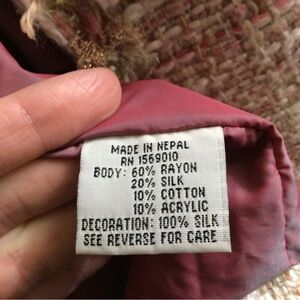 MADE IN NEPAL
RN 1569010
BODY: 60% RAYON
20% SILK
10% COTTON
10% ACRYLIC
DECORATION: 100% SILK
SEE REVERSE FOR CARE